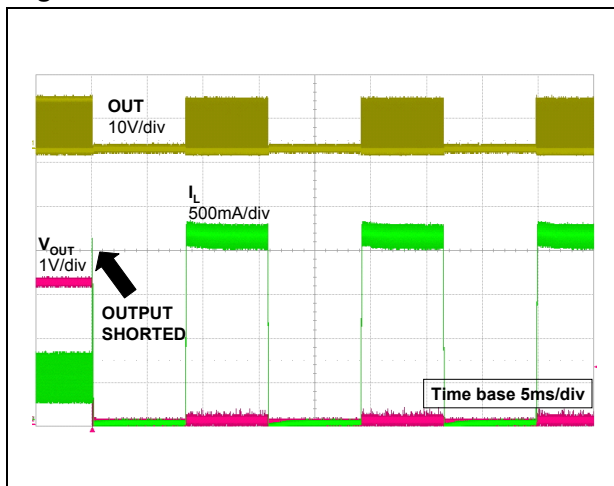 OUT
10V/div
I_L
500mA/div
V_OUT
1V/div
OUTPUT
SHORTED
Time base 5ms/div